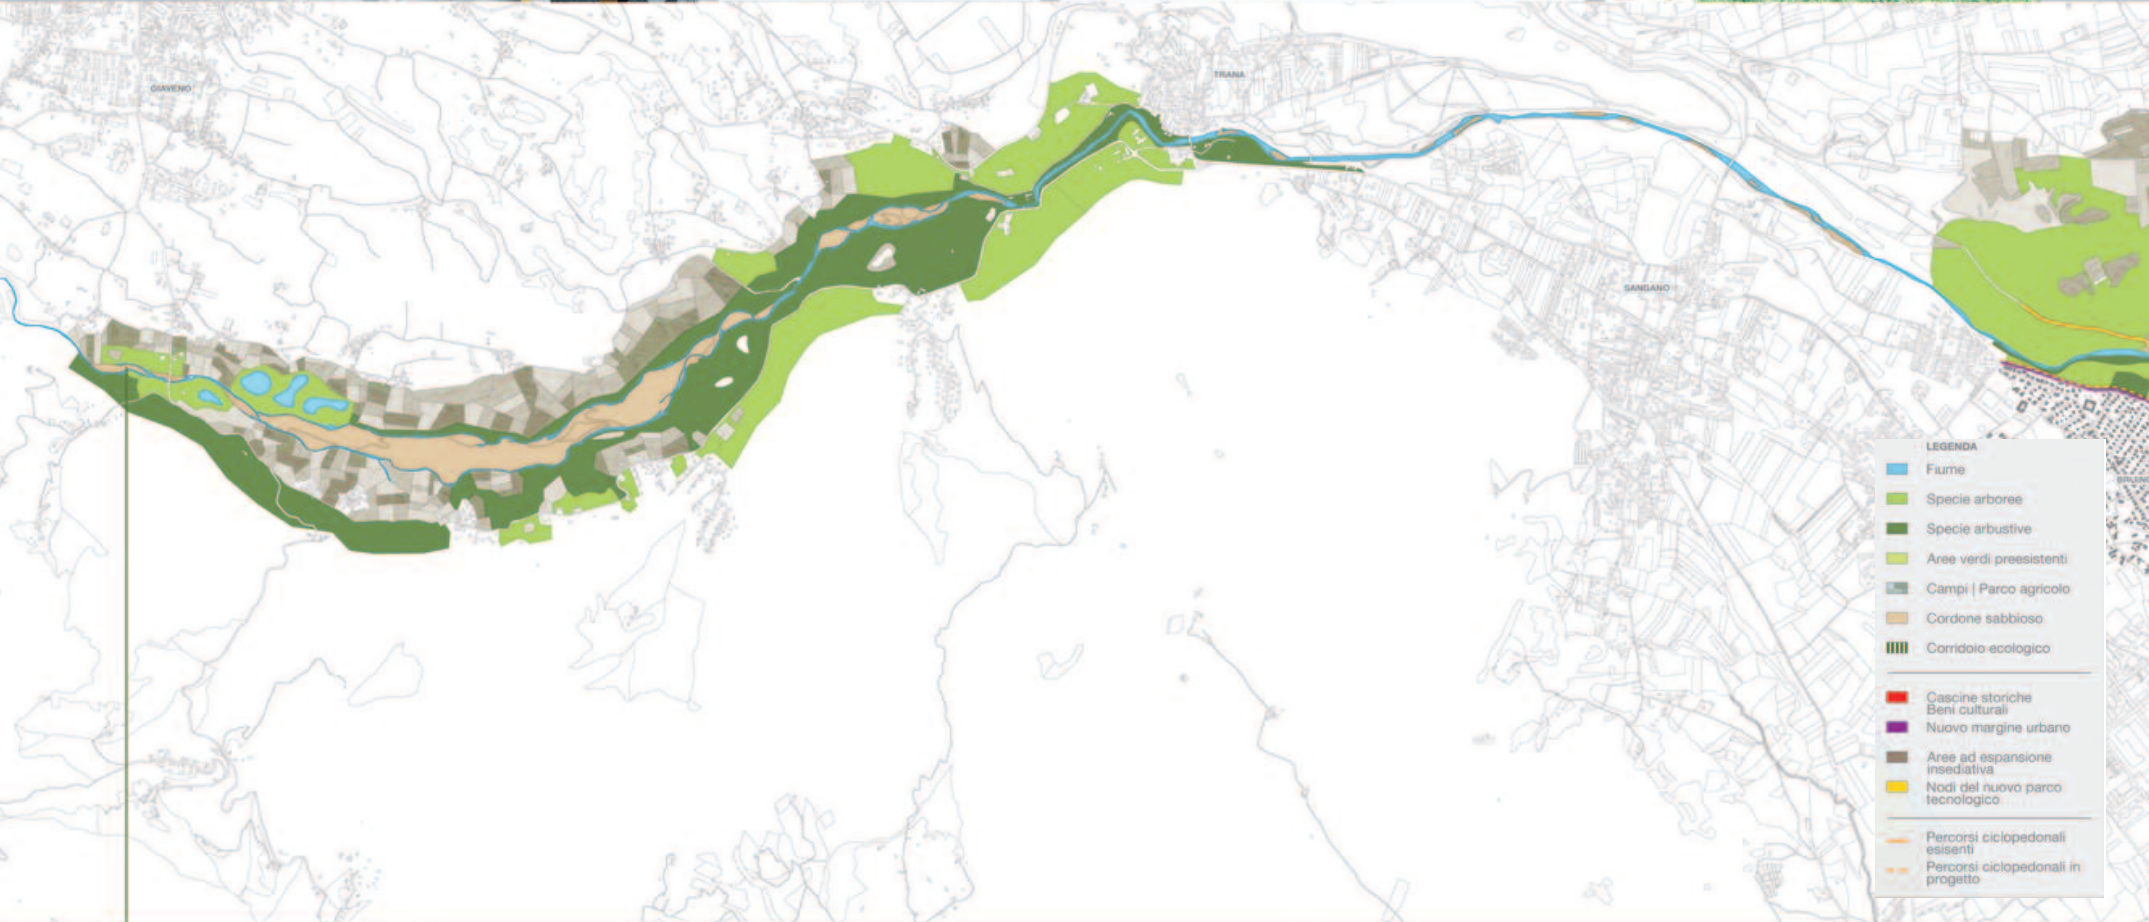 GIAVENO
TRANA
SANGANO
LEGENDA
Fiume
Specie arboree
Specie arbustive
Aree verdi preesistenti
Campi | Parco agricolo
Cordone sabbioso
Corridoio ecologico
Cascine storiche
Beni culturali
Nuovo margine urbano
Aree ad espansione
insediativa
Nodi del nuovo parco
tecnologico
Percorsi ciclopedonali
esisenti
Percorsi ciclopedonali in
progetto